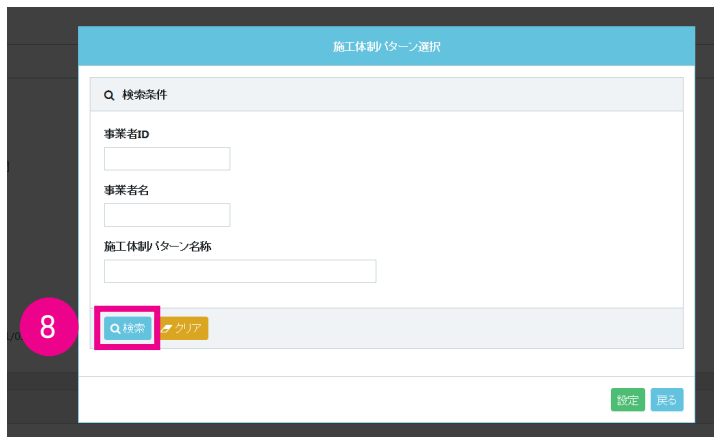 施工体制パターン選択
検索条件
事業者ID
事業者名
施工体制パターン名称
8
検索 クリア
設定 戻る